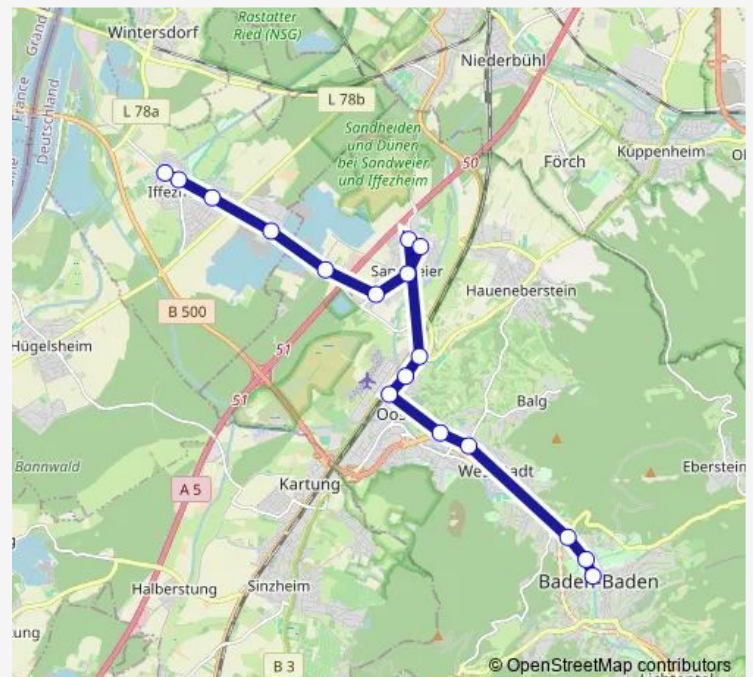 Wintersdorf
Rastatter
Ried (NSG)
Niederbühl
France
Deutschland
L 78a
L 78b
Sandheiden
und Dünen
bei Sandweier
und Iffezheim
50
Förch
Kuppenheim
Haueneberstein
B 500
Hügelsheim
51
51
Balg
Bannwald
Eberstein
A 5
Kartung
Baden-Baden
Halberstung
Sinzheim
B 3
© OpenStreetMap contributors